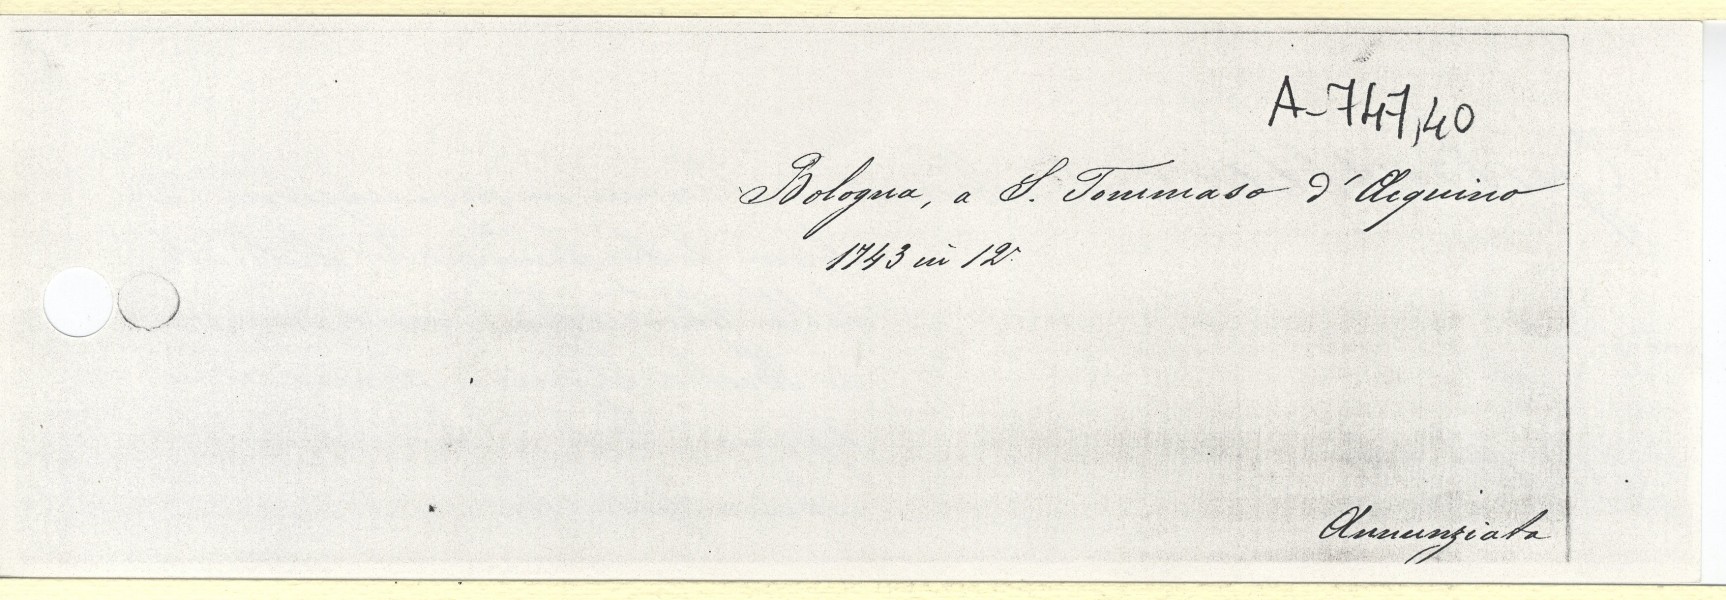 A-747,40
Bologna, a S. Tommaso d'Acquino
1743 in 12°
Annunziata